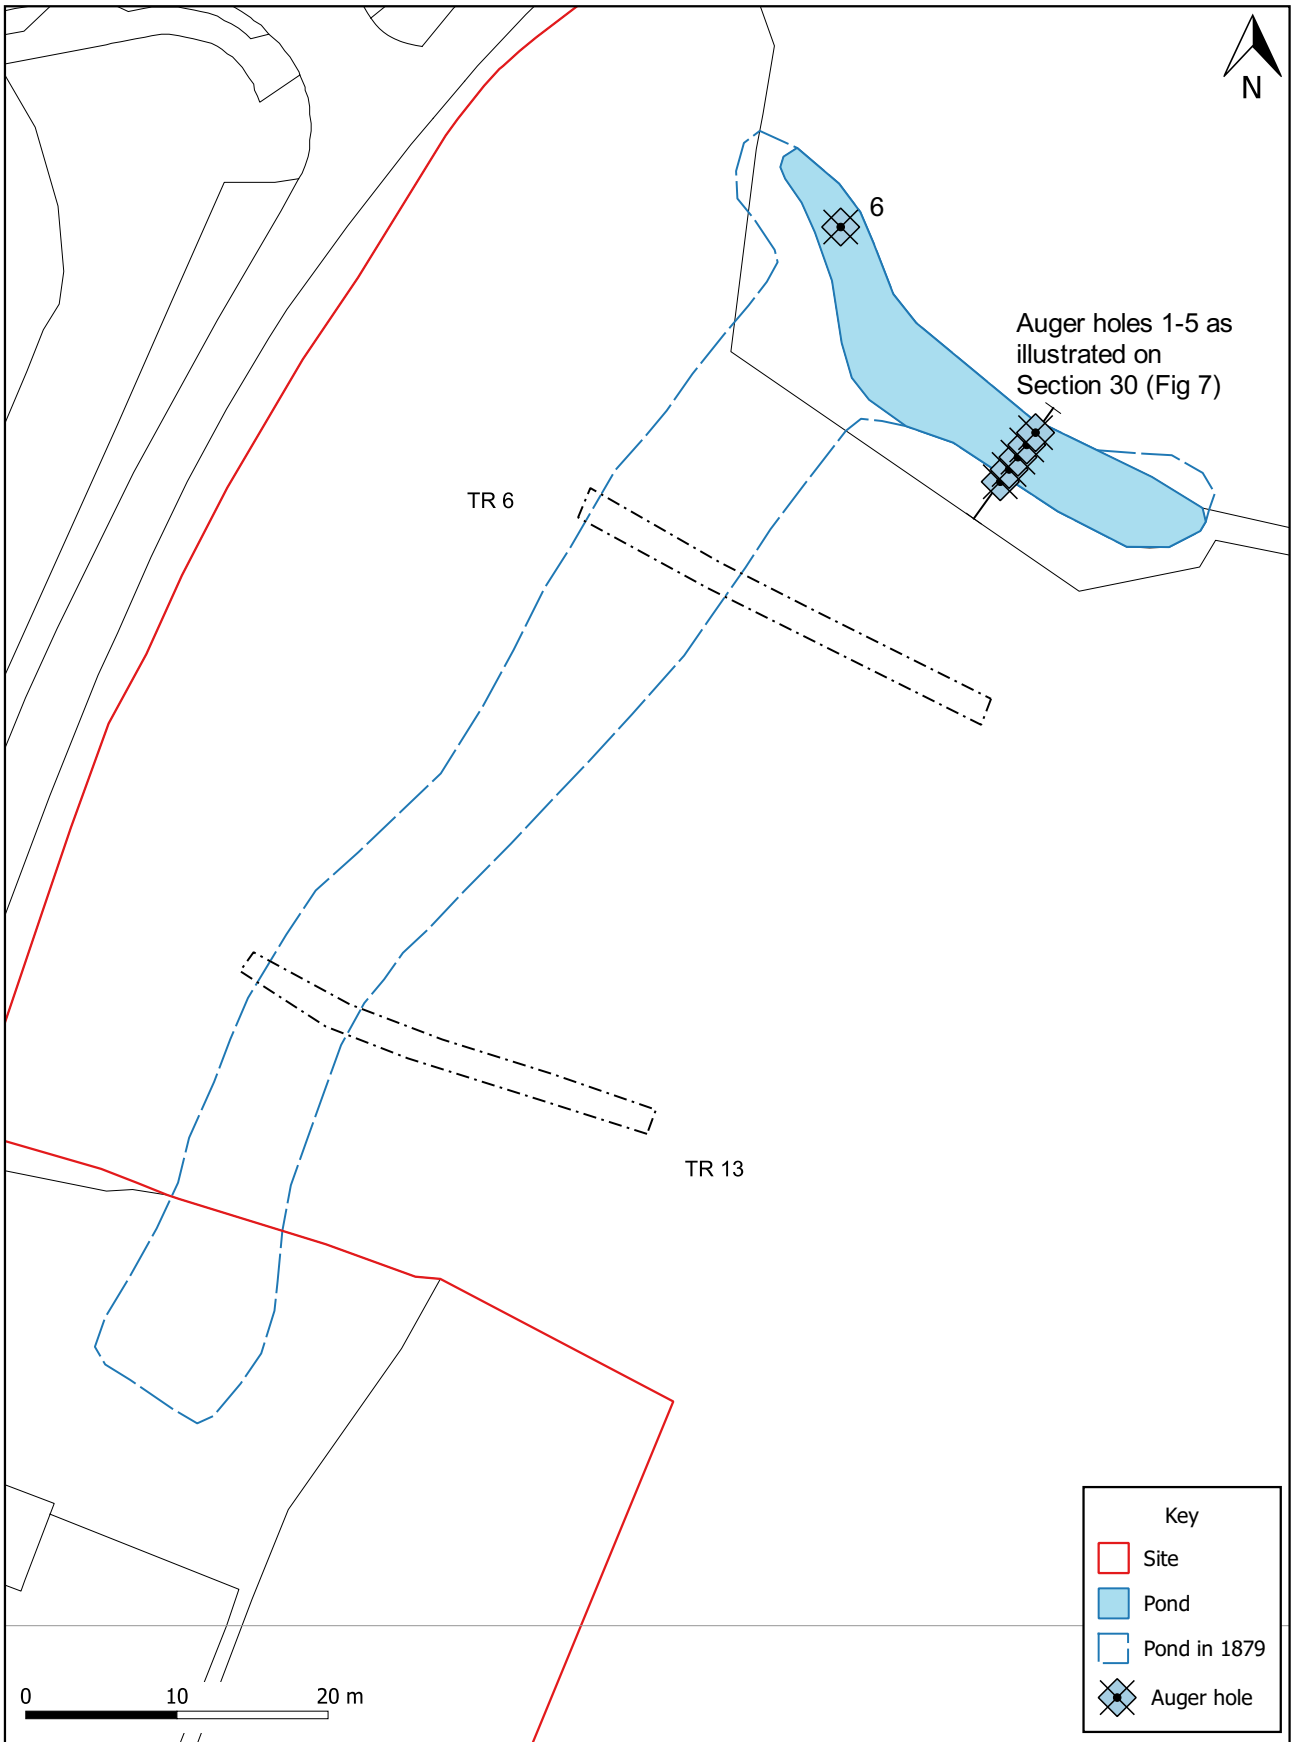 N
6
Auger holes 1-5 as
illustrated on
Section 30 (Fig 7)
TR 6
TR 13
Key
Site
Pond
Pond in 1879
Auger hole
0 10 20 m